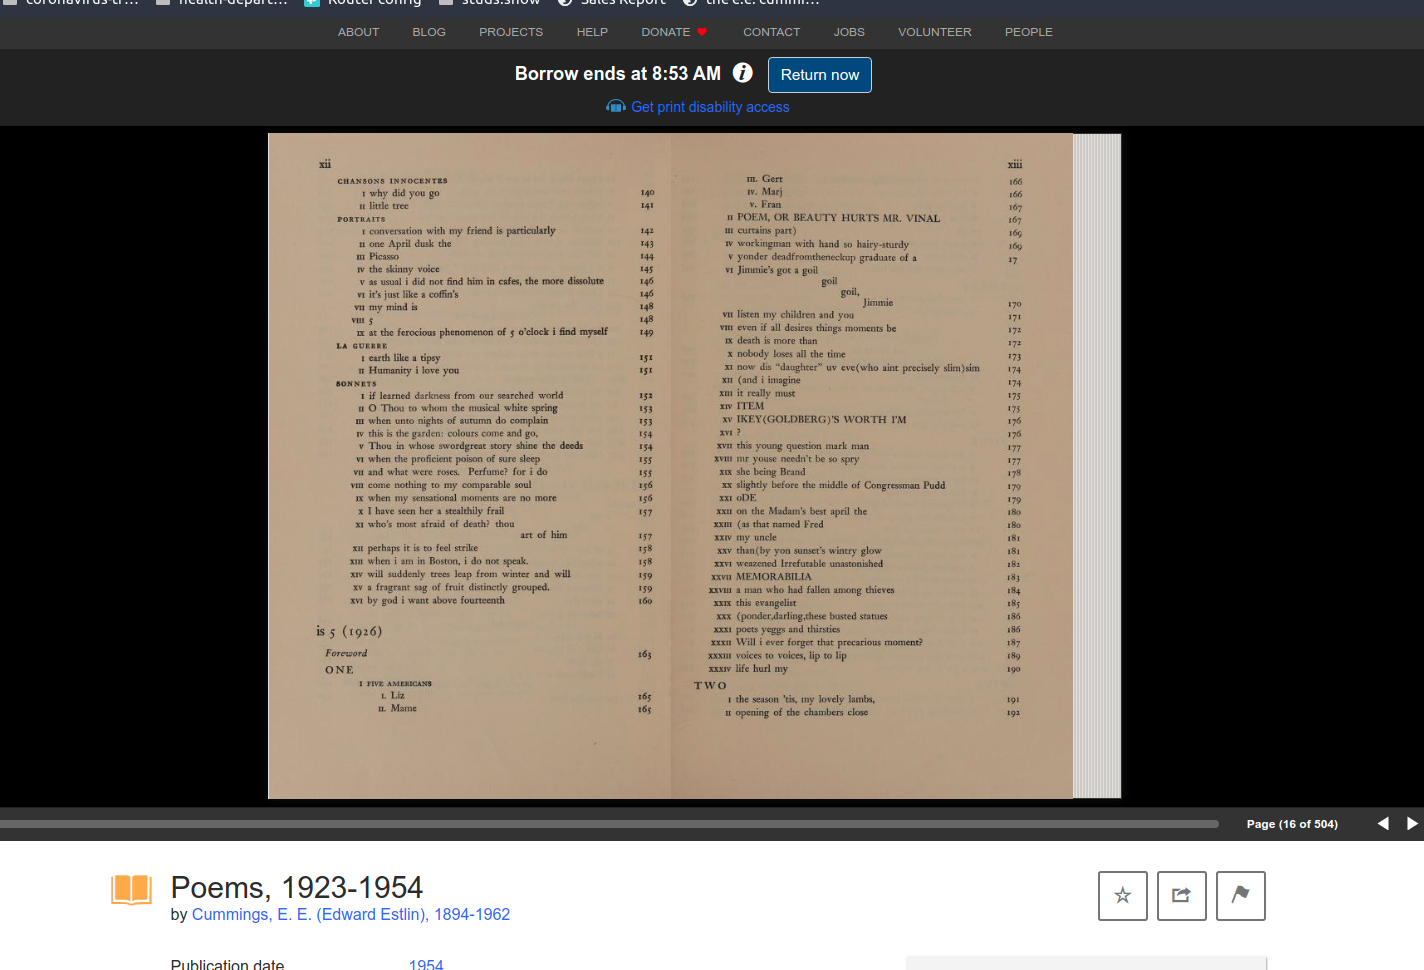 coronavirus-tr... health-depart... Router config studs.show Sales Report the e.e. cummi...
ABOUT BLOG PROJECTS HELP DONATE CONTACT JOBS VOLUNTEER PEOPLE
Borrow ends at 8:53 AM i Return now
Get print disability access
xii
CHANSONS INNOCENTES
I why did you go 140
II little tree 141
PORTRAITS
I conversation with my friend is particularly 142
II one April dusk the 143
III Picasso 144
IV the skinny voice 145
V as usual i did not find him in cafes, the more dissolute 146
VI it's just like a coffin's 146
VII my mind is 148
VIII 5 148
IX at the ferocious phenomenon of 5 o'clock i find myself 149
LA GUERRE
I earth like a tipsy 151
II Humanity i love you 151
SONNETS
I if learned darkness from our searched world 152
II O Thou to whom the musical white spring 153
III when unto nights of autumn do complain 153
IV this is the garden: colours come and go, 154
V Thou in whose swordgreat story shine the deeds 154
VI when the proficient poison of sure sleep 155
VII and what were roses. Perfume? for i do 155
VIII come nothing to my comparable soul 156
IX when my sensational moments are no more 156
X I have seen her a stealthily frail 157
XI who's most afraid of death? thou
art of him 157
XII perhaps it is to feel strike 158
XIII when i am in Boston, i do not speak. 158
XIV will suddenly trees leap from winter and will 159
XV a fragrant sag of fruit distinctly grouped. 159
XVI by god i want above fourteenth 160
is 5 (1926)
Foreword 163
ONE
I FIVE AMERICANS
I. Liz 165
II. Mame 165
xiii
III. Gert 166
IV. Marj 166
V. Fran 167
II POEM, OR BEAUTY HURTS MR. VINAL 167
III curtains part) 169
IV workingman with hand so hairy-sturdy 169
V yonder deadfromtheneckup graduate of a 17
VI Jimmie's got a goil
goil
goil,
Jimmie 170
VII listen my children and you 171
VIII even if all desires things moments be 172
IX death is more than 172
X nobody loses all the time 173
XI now dis "daughter" uv eve(who aint precisely slim)sim 174
XII (and i imagine 174
XIII it really must 175
XIV ITEM 175
XV IKEY(GOLDBERG)'S WORTH I'M 176
XVI ? 176
XVII this young question mark man 177
XVIII mr youse needn't be so spry 177
XIX she being Brand 178
XX slightly before the middle of Congressman Pudd 179
XXI oDE 179
XXII on the Madam's best april the 180
XXIII (as that named Fred 180
XXIV my uncle 181
XXV than(by yon sunset's wintry glow 181
XXVI weazened Irrefutable unastonished 182
XXVII MEMORABILIA 183
XXVIII a man who had fallen among thieves 184
XXIX this evangelist 185
XXX (ponder,darling,these busted statues 186
XXXI poets yeggs and thirsties 186
XXXII Will i ever forget that precarious moment? 187
XXXIII voices to voices, lip to lip 189
XXXIV life hurl my 190
TWO
I the season 'tis, my lovely lambs, 191
II opening of the chambers close 192
Page (16 of 504)
Poems, 1923-1954
by Cummings, E. E. (Edward Estlin), 1894-1962
Publication date 1954